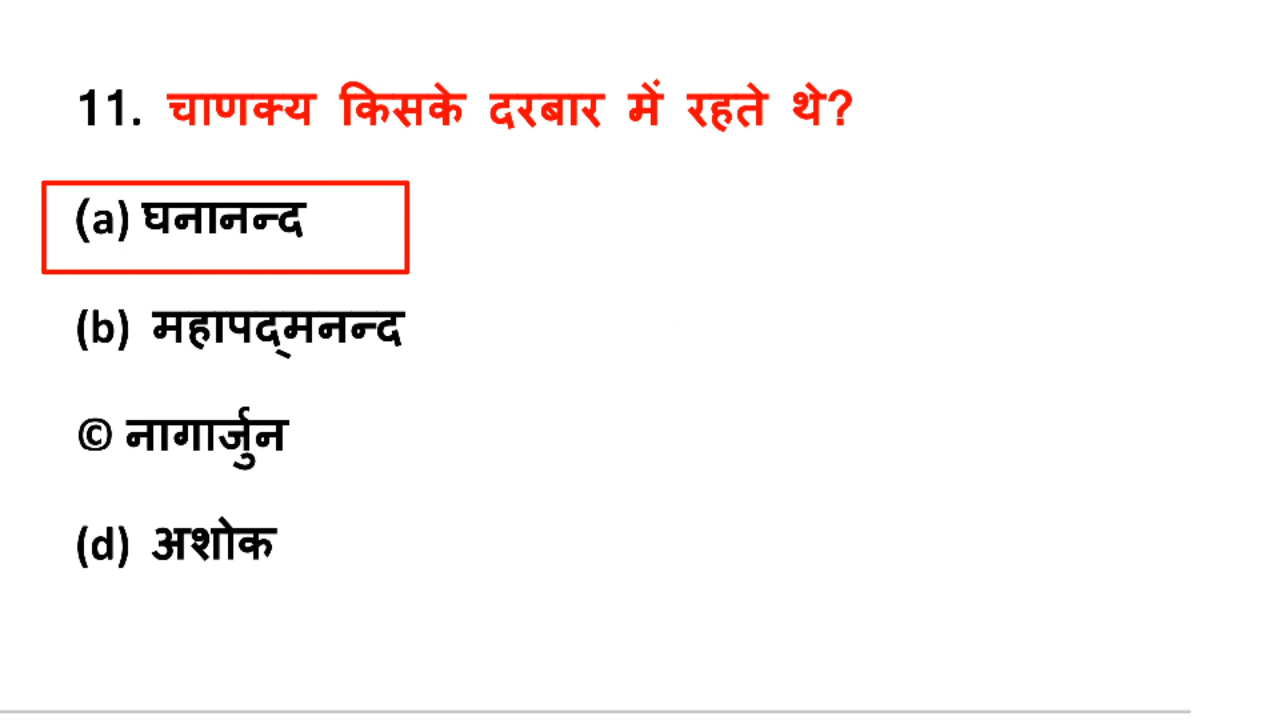 11. चाणक्य किसके दरबार में रहते थे?
(a) घनानन्द
(b) महापद्मनन्द
© नागार्जुन
(d) अशोक